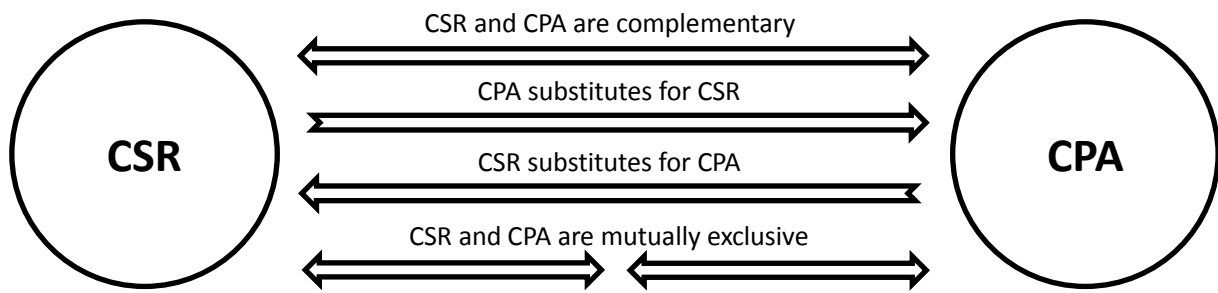 CSR and CPA are complementary
CPA substitutes for CSR
CSR
CPA
CSR substitutes for CPA
CSR and CPA are mutually exclusive